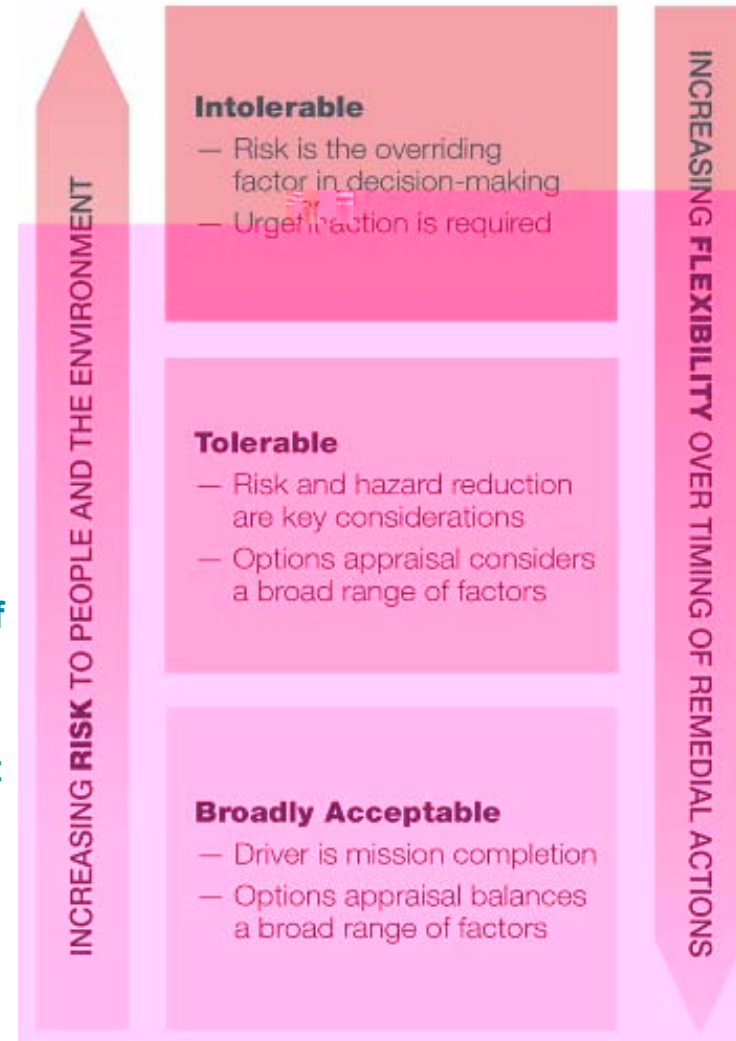 INCREASING RISK TO PEOPLE AND THE ENVIRONMENT
Intolerable
— Risk is the overriding
factor in decision-making
— Urgent action is required
Tolerable
— Risk and hazard reduction
are key considerations
— Options appraisal considers
a broad range of factors
Broadly Acceptable
— Driver is mission completion
— Options appraisal balances
a broad range of factors
INCREASING FLEXIBILITY OVER TIMING OF REMEDIAL ACTIONS